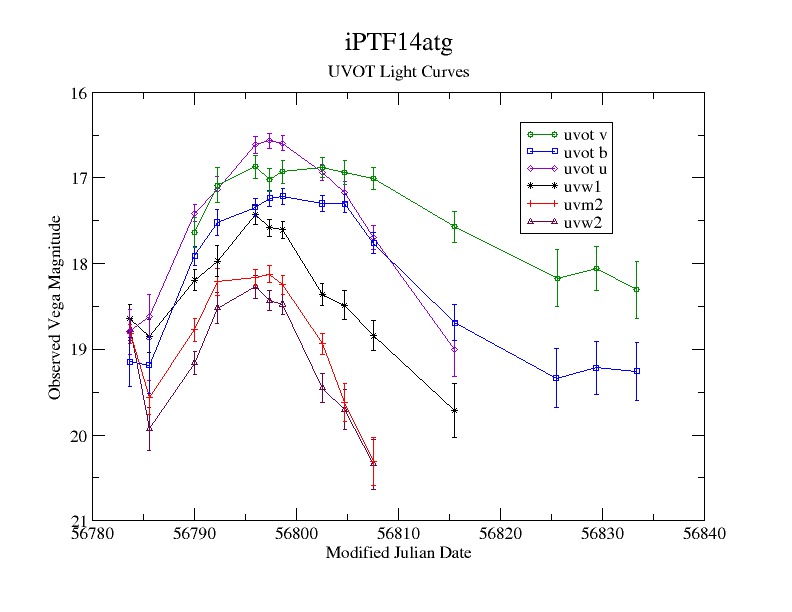 iPTF14atg
UVOT Light Curves
16
17
18
19
20
21
Observed Vega Magnitude
uvot v
uvot b
uvot u
uvw1
uvm2
uvw2
56780 56790 56800 56810 56820 56830 56840
Modified Julian Date